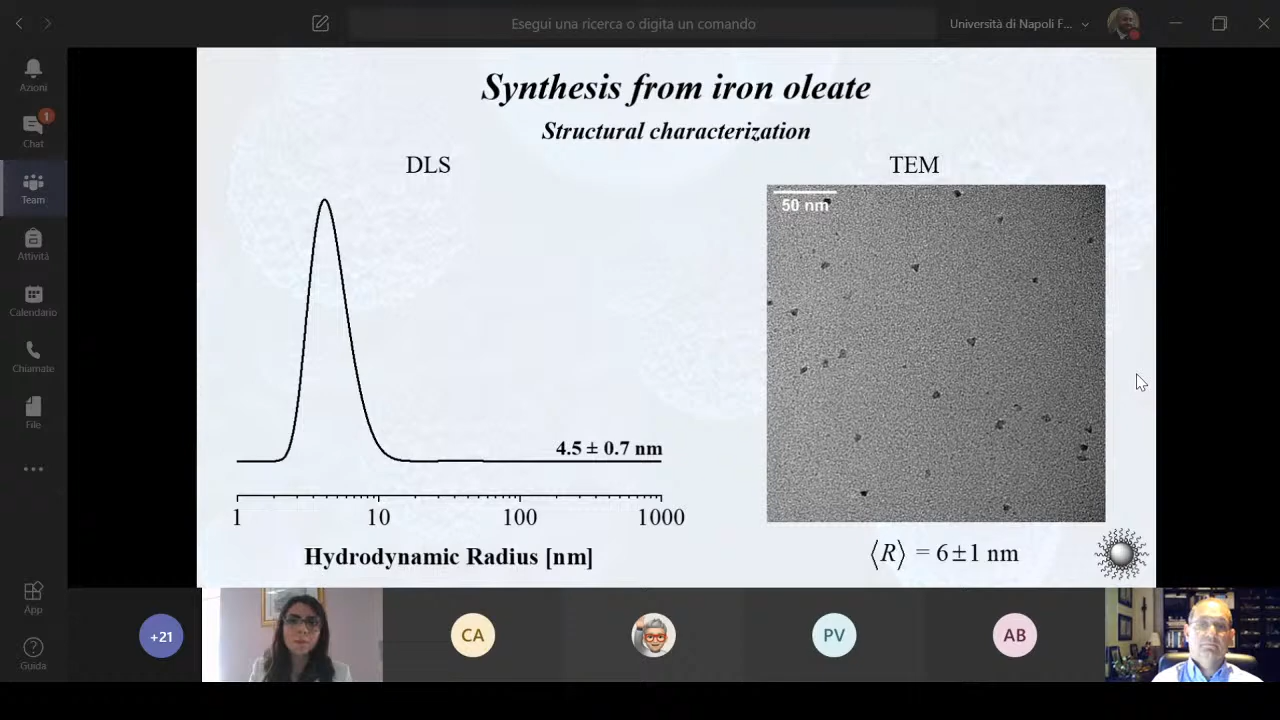 Esegui una ricerca o digita un comando
Università di Napoli F...
Azioni
1
Chat
Team
Attività
Calendario
Chiamate
File
App
Guida
Synthesis from iron oleate
Structural characterization
DLS
4.5 ± 0.7 nm
1 10 100 1000
Hydrodynamic Radius [nm]
TEM
50 nm
⟨R⟩ = 6±1 nm
+21
CA
PV
AB